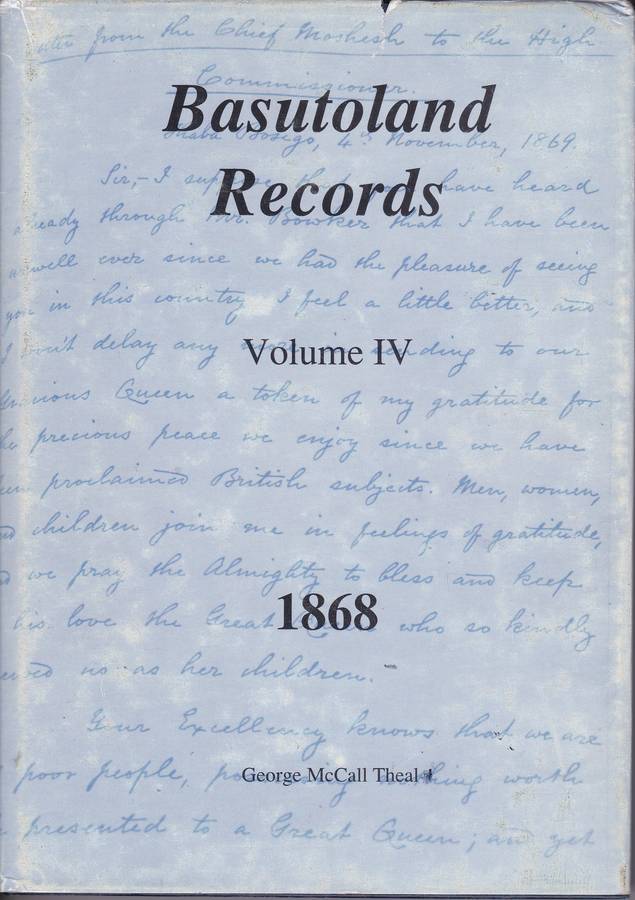 Letter from the Chief Moshesh to the High
Commissioner.
Basutoland
Thaba Bosego, 4th November, 1869.
Sir,- I suppose that you have heard
Records
already through Mr. Bowker that I have been
unwell ever since we had the pleasure of seeing
you in this country. I feel a little better, and
I won't delay any in sending to our
Volume IV
Gracious Queen a token of my gratitude for
the precious peace we enjoy since we have
been proclaimed British subjects. Men, women,
and children join me in feelings of gratitude,
and we pray the Almighty to bless and keep
1868
his love the Great who so kindly
us as her children.
Your Excellency knows that we are
George McCall Theal
poor people, possessing nothing worth
presented to a Great Queen; and yet